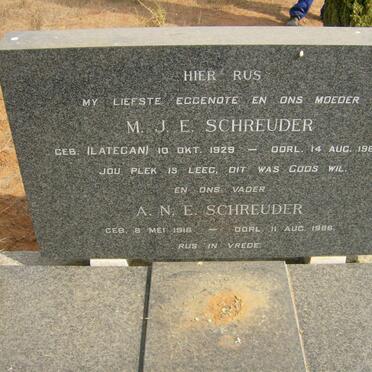 HIER RUS
MY LIEFSTE EGGENOTE EN ONS MOEDER
M. J. E. SCHREUDER
GEB. (LATEGAN) 10 OKT. 1929 — OORL. 14 AUG.
JOU PLEK IS LEEG, DIT WAS GODS WIL.
EN ONS VADER
A. N. E. SCHREUDER
GEB. 8 MEI 1916 — OORL. 11 AUG. 1986.
RUS IN VREDE